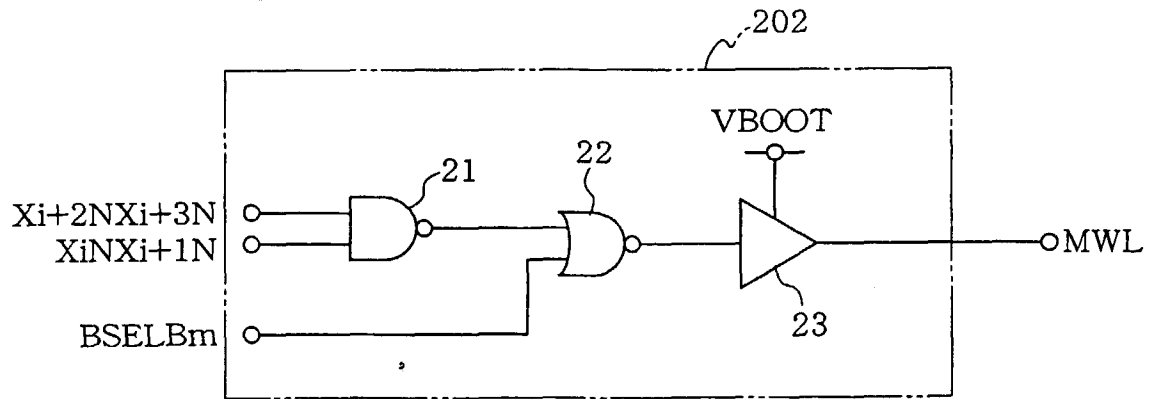 202
VBOOT
22
21
Xi+2NXi+3N
XiNXi+1N
MWL
23
BSELBm